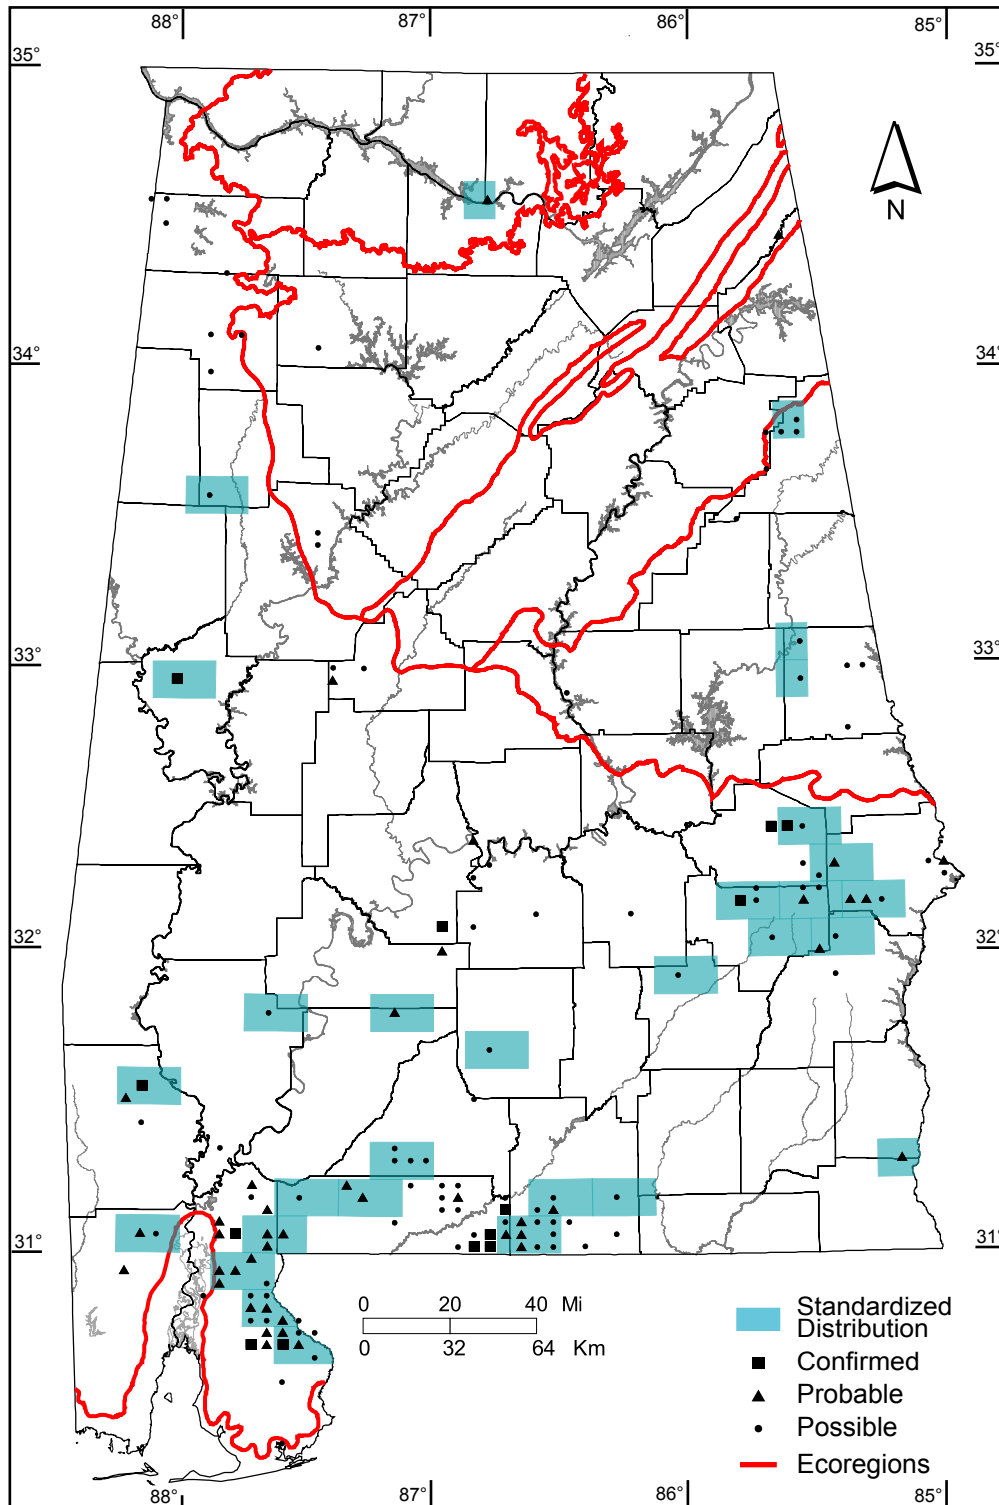 88° 87° 86° 85°
35° 35°
N
34° 34°
33° 33°
32° 32°
31° 31°
0 20 40 Mi
0 32 64 Km
Standardized
Distribution
Confirmed
Probable
Possible
Ecoregions
88° 87° 86° 85°